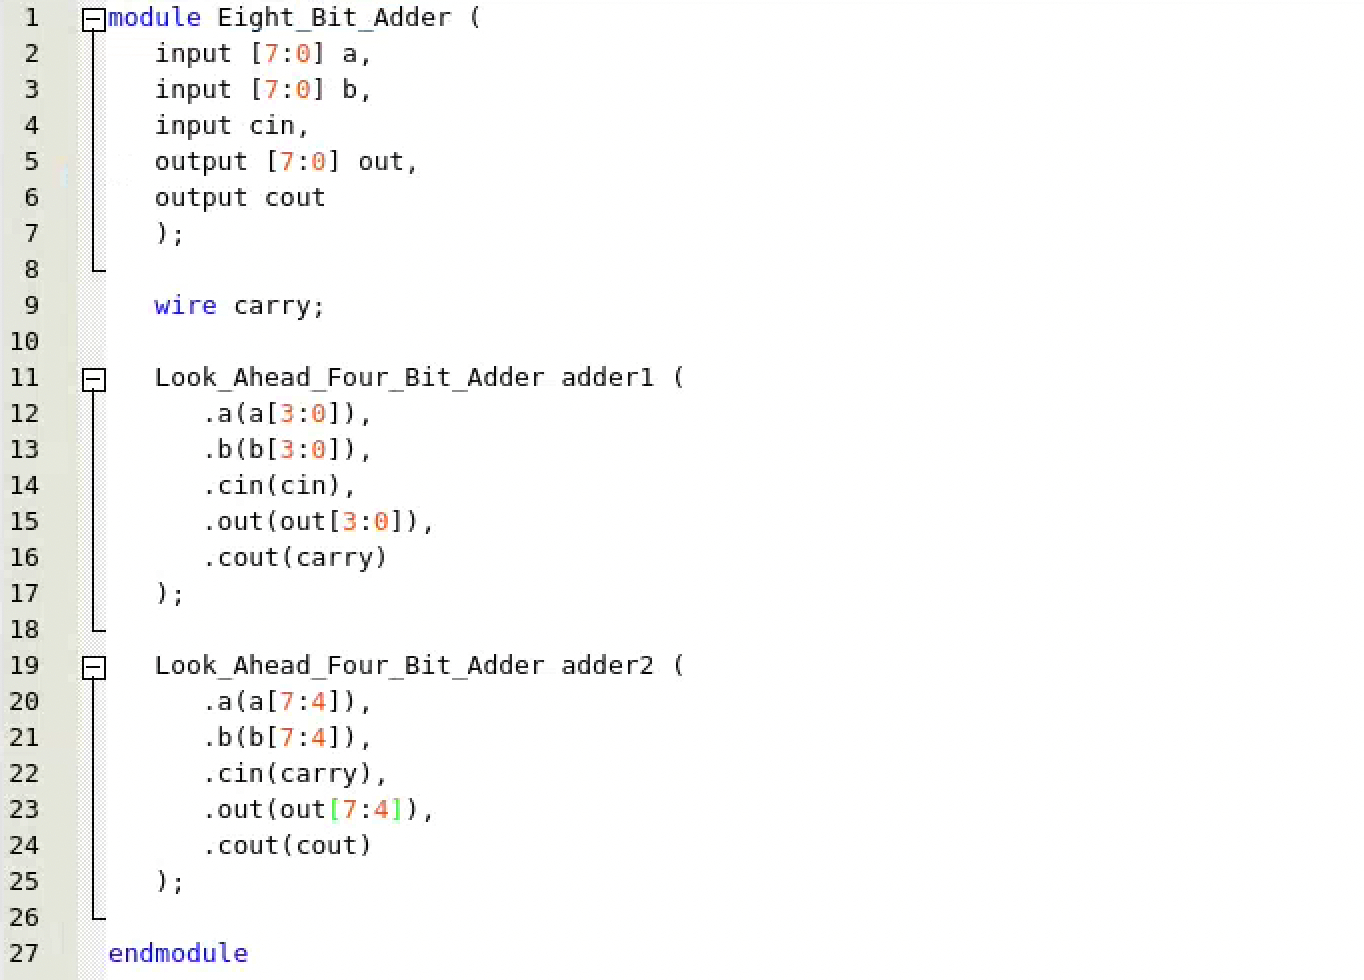 1 module Eight_Bit_Adder (
2 input [7:0] a,
3 input [7:0] b,
4 input cin,
5 output [7:0] out,
6 output cout
7 );
8
9 wire carry;
10
11 Look_Ahead_Four_Bit_Adder adder1 (
12 .a(a[3:0]),
13 .b(b[3:0]),
14 .cin(cin),
15 .out(out[3:0]),
16 .cout(carry)
17 );
18
19 Look_Ahead_Four_Bit_Adder adder2 (
20 .a(a[7:4]),
21 .b(b[7:4]),
22 .cin(carry),
23 .out(out[7:4]),
24 .cout(cout)
25 );
26
27 endmodule